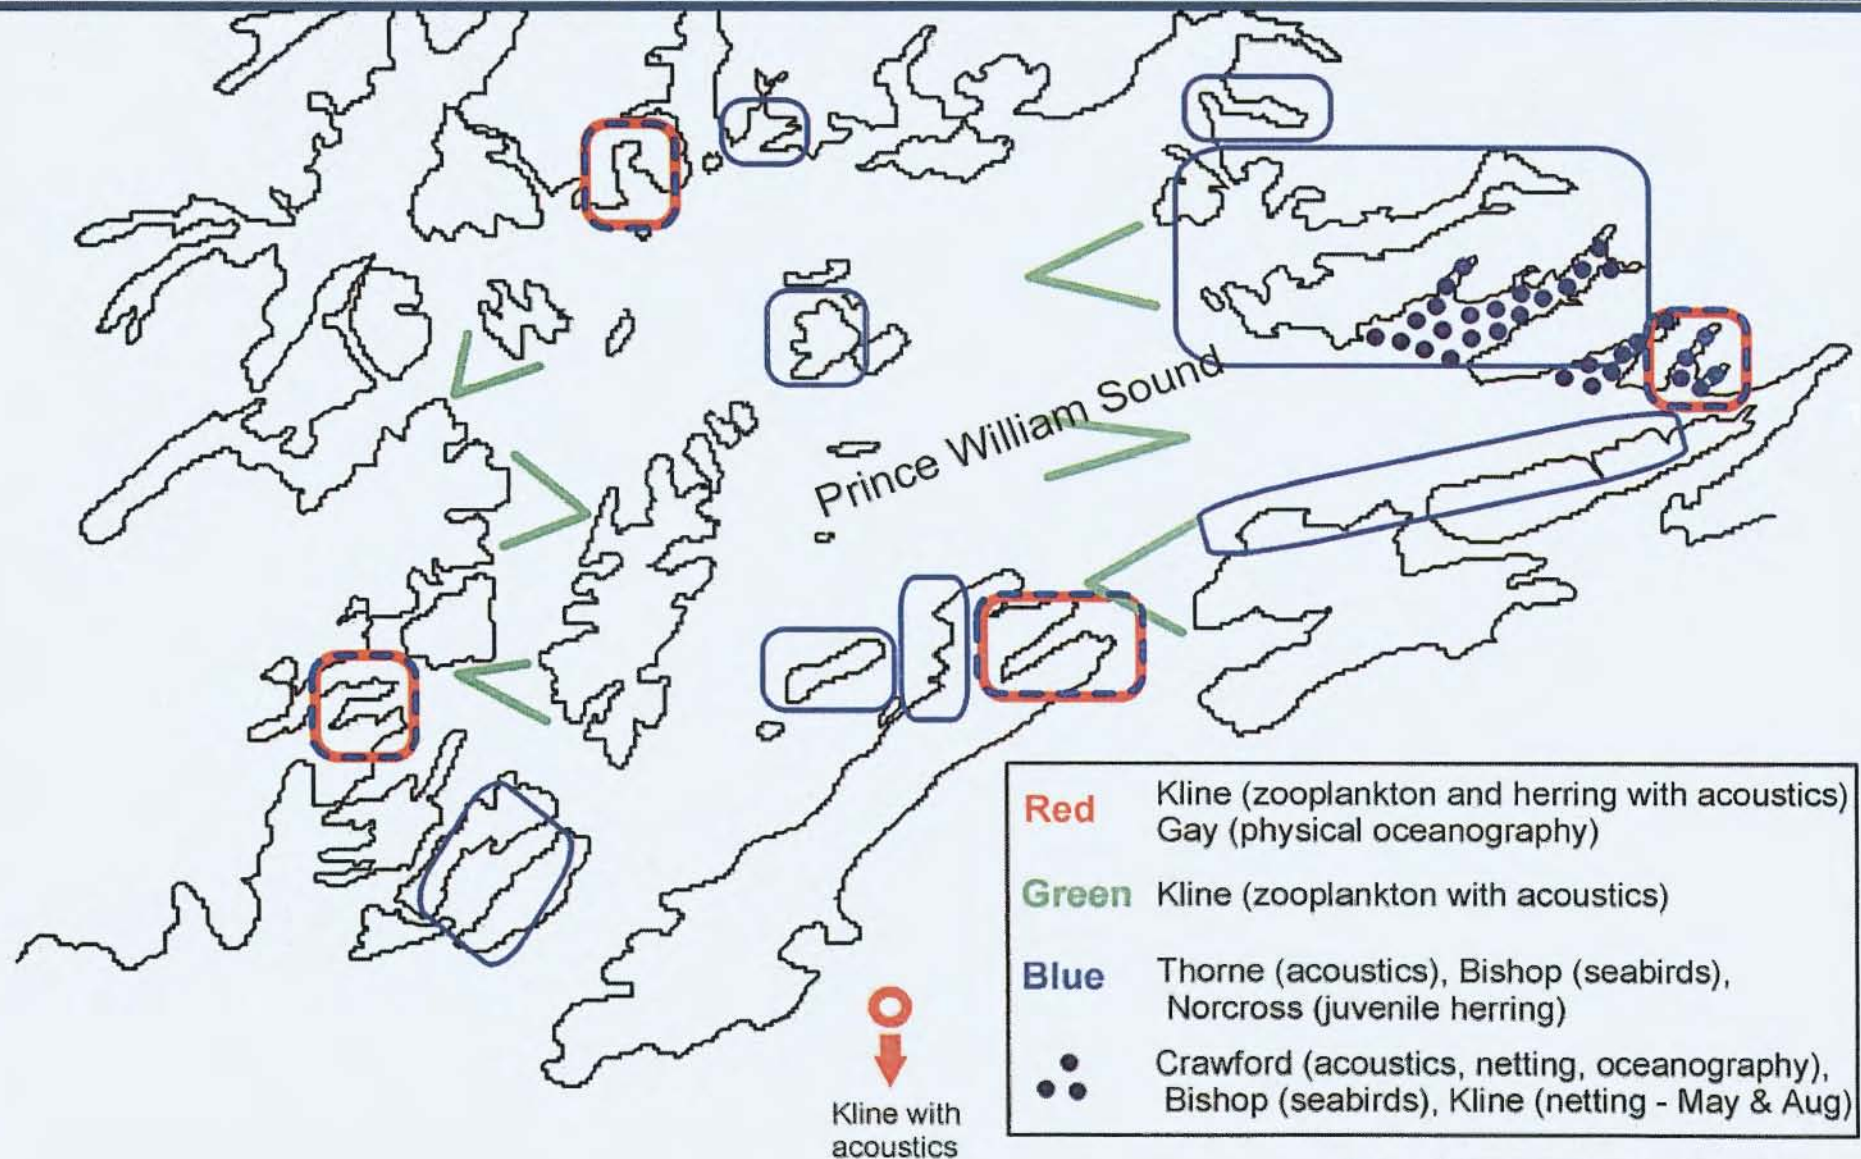 Prince William Sound
Red Kline (zooplankton and herring with acoustics)
Gay (physical oceanography)
Green Kline (zooplankton with acoustics)
Blue Thorne (acoustics), Bishop (seabirds),
Norcross (juvenile herring)
Crawford (acoustics, netting, oceanography),
Bishop (seabirds), Kline (netting - May & Aug)
Kline with
acoustics